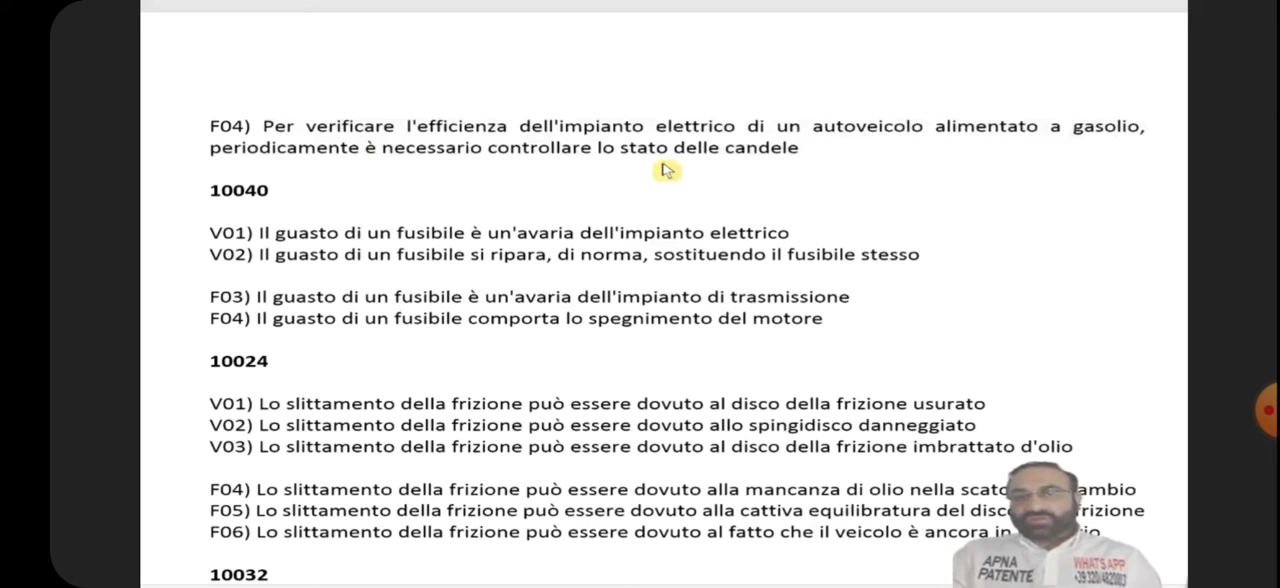 F04) Per verificare l'efficienza dell'impianto elettrico di un autoveicolo alimentato a gasolio,
periodicamente è necessario controllare lo stato delle candele
10040
V01) Il guasto di un fusibile è un'avaria dell'impianto elettrico
V02) Il guasto di un fusibile si ripara, di norma, sostituendo il fusibile stesso
F03) Il guasto di un fusibile è un'avaria dell'impianto di trasmissione
F04) Il guasto di un fusibile comporta lo spegnimento del motore
10024
V01) Lo slittamento della frizione può essere dovuto al disco della frizione usurato
V02) Lo slittamento della frizione può essere dovuto allo spingidisco danneggiato
V03) Lo slittamento della frizione può essere dovuto al disco della frizione imbrattato d'olio
F04) Lo slittamento della frizione può essere dovuto alla mancanza di olio nella
F05) Lo slittamento della frizione può essere dovuto alla cattiva equilibratura del
F06) Lo slittamento della frizione può essere dovuto al fatto che il veicolo è ancora in
10032
APNA
PATENTE
WHATSAPP